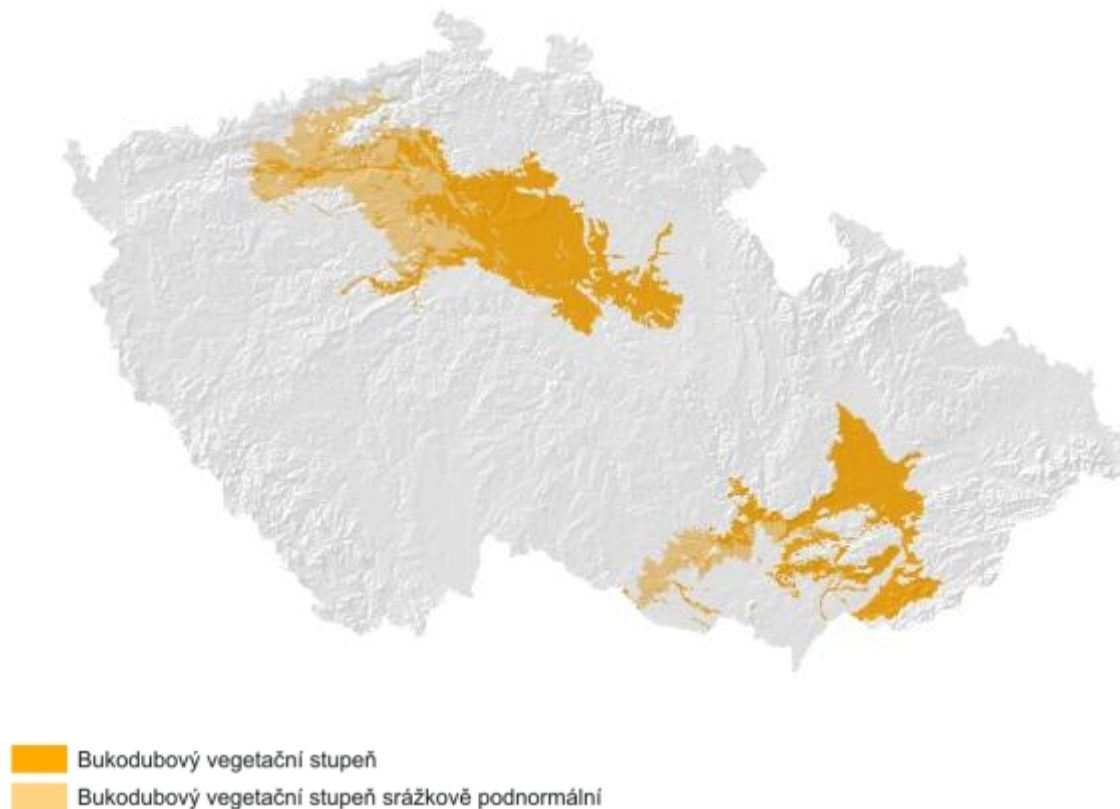 Bukodubový vegetační stupeň
Bukodubový vegetační stupeň srážkově podnormální